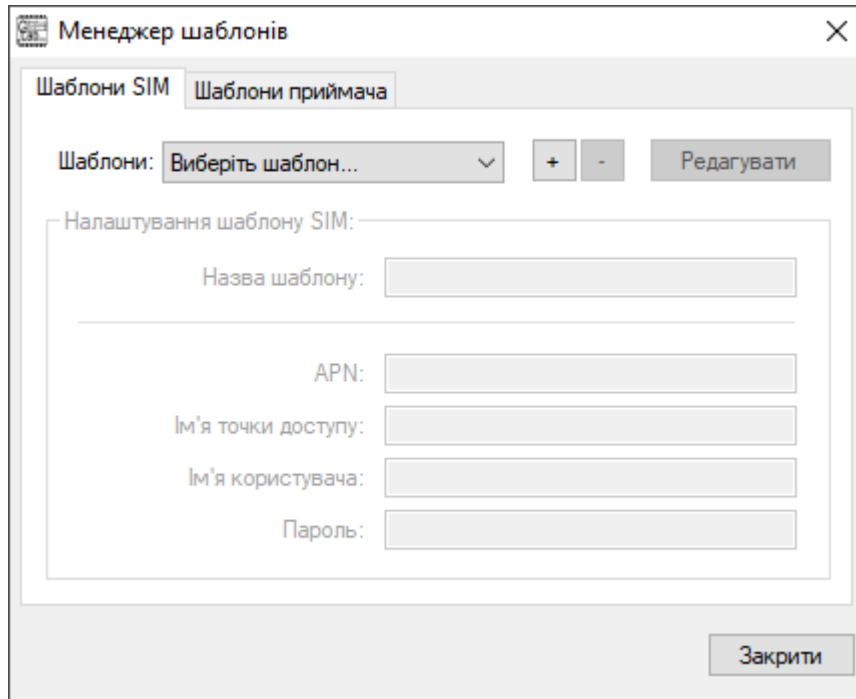 Менеджер шаблонів
Шаблони SIM Шаблони приймача
Шаблони: Виберіть шаблон... + - Редагувати
Налаштування шаблону SIM:
Назва шаблону:
APN:
Ім'я точки доступу:
Ім'я користувача:
Пароль:
Закрити